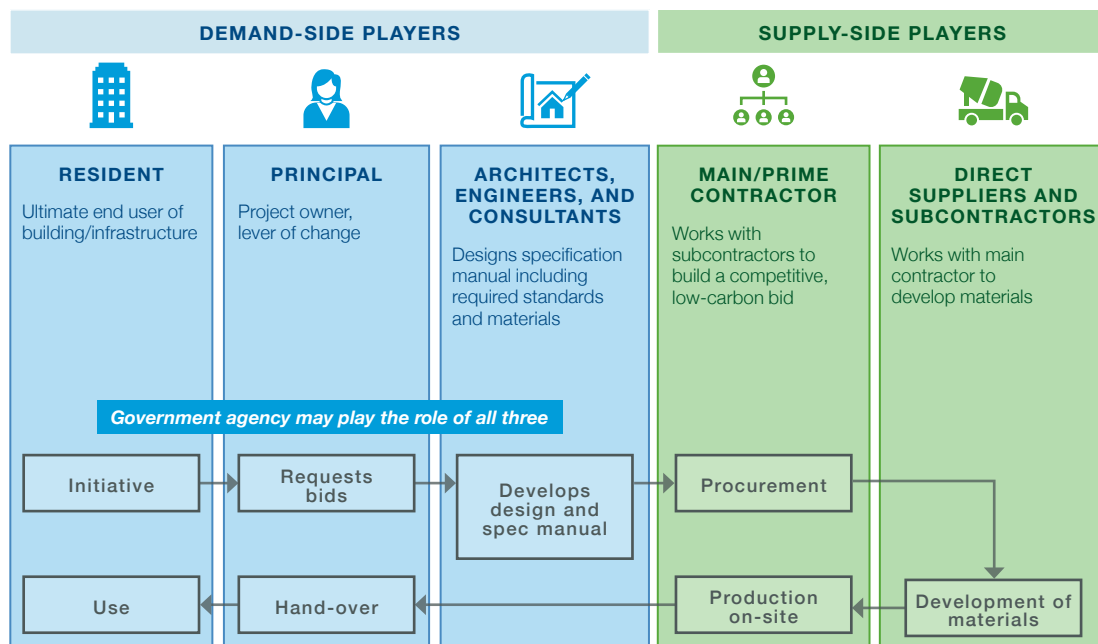 DEMAND-SIDE PLAYERS
SUPPLY-SIDE PLAYERS
RESIDENT
Ultimate end user of
building/infrastructure
PRINCIPAL
Project owner,
lever of change
ARCHITECTS,
ENGINEERS, AND
CONSULTANTS
Designs specification
manual including
required standards
and materials
MAIN/PRIME
CONTRACTOR
Works with
subcontractors to
build a competitive,
low-carbon bid
DIRECT
SUPPLIERS AND
SUBCONTRACTORS
Works with main
contractor to
develop materials
Government agency may play the role of all three
Initiative
Requests
bids
Develops
design and
spec manual
Procurement
Use
Hand-over
Production
on-site
Development of
materials